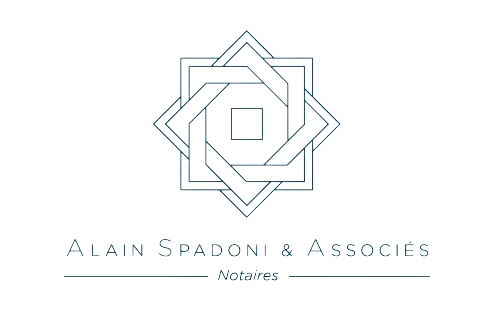 ALAIN SPADONI & ASSOCIÉS
Notaires